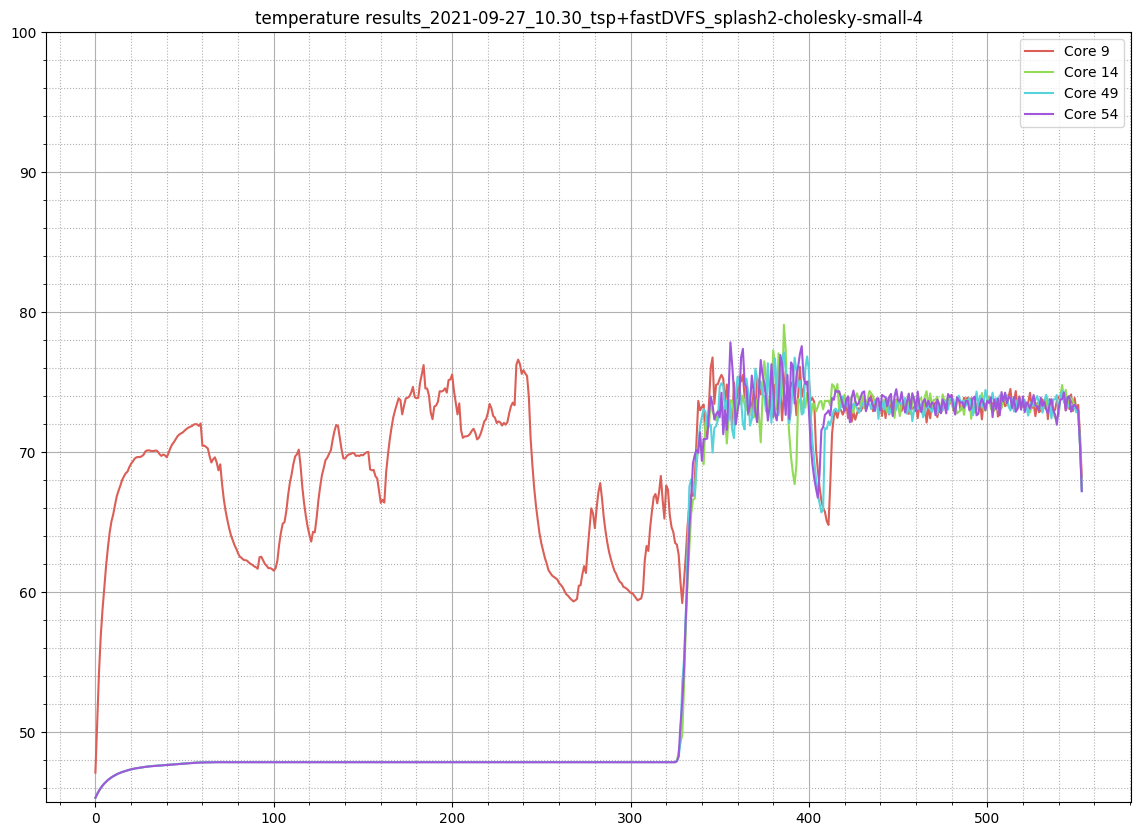 temperature results_2021-09-27_10.30_tsp+fastDVFS_splash2-cholesky-small-4
100
90
80
70
60
50
0
100
200
300
400
500
Core 9
Core 14
Core 49
Core 54